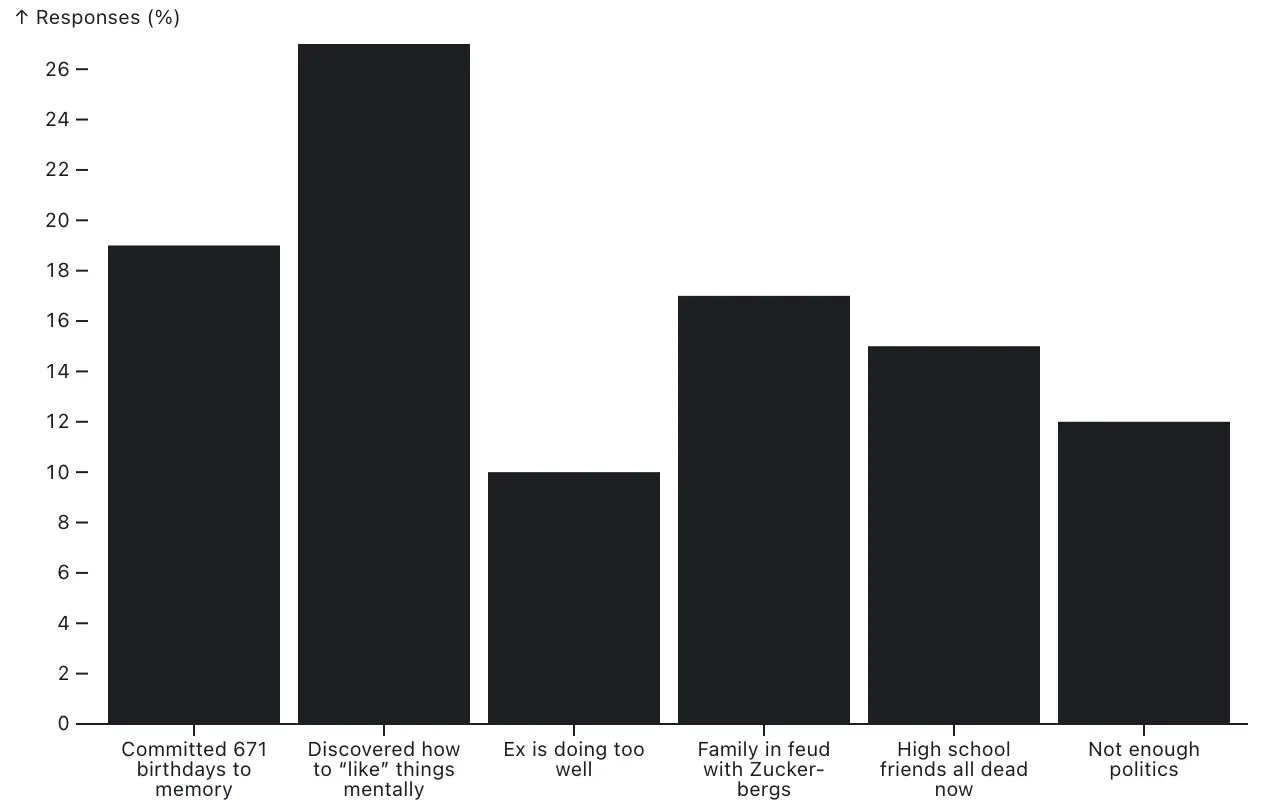 ↑ Responses (%)
26
24
22
20
18
16
14
12
10
8
6
4
2
0
Committed 671
birthdays to
memory
Discovered how
to “like” things
mentally
Ex is doing too
well
Family in feud
with Zucker-
bergs
High school
friends all dead
now
Not enough
politics